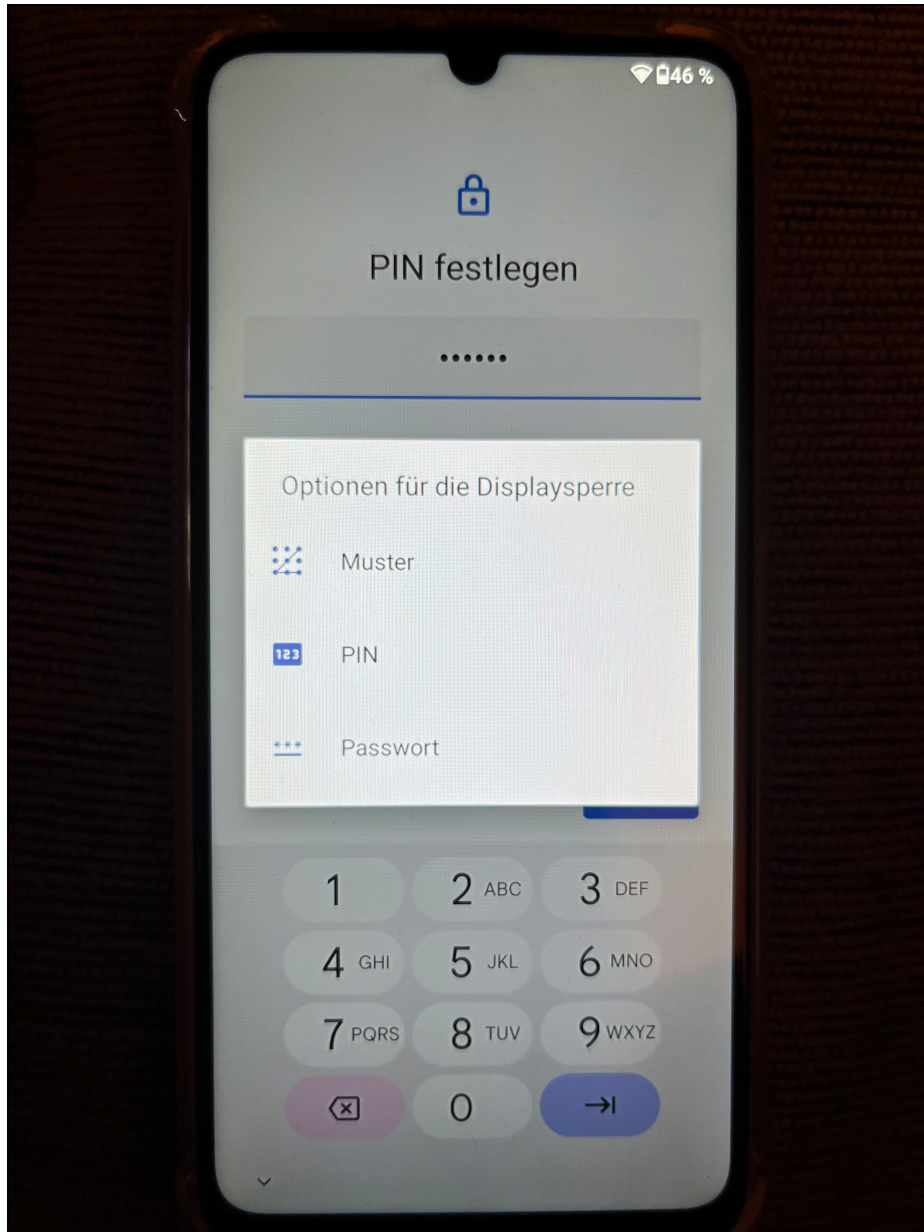 46 %
PIN festlegen
••••••
Optionen für die Displaysperre
Muster
123 PIN
*** Passwort
1 2 ABC 3 DEF
4 GHI 5 JKL 6 MNO
7 PQRS 8 TUV 9 WXYZ
0